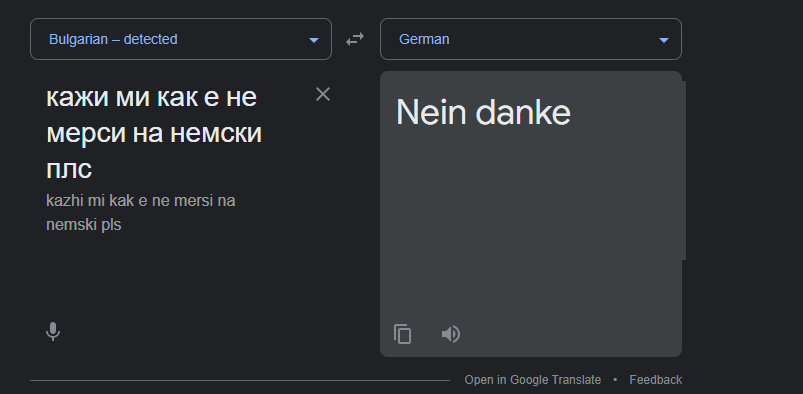 Bulgarian – detected
German
кажи ми как е не
мерси на немски
плс
kazhi mi kak e ne mersi na
nemski pls
Nein danke
Open in Google Translate • Feedback